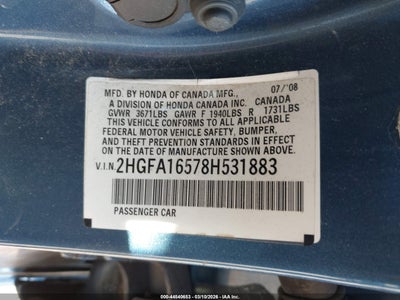 MFD. BY HONDA OF CANADA MFG., 07/'08
A DIVISION OF HONDA CANADA INC. CANADA
GVWR 3671LBS GAWR F 1940LBS R 1731LBS
THIS VEHICLE CONFORMS TO ALL APPLICABLE
FEDERAL MOTOR VEHICLE SAFETY, BUMPER,
AND THEFT PREVENTION STANDARDS IN EFFECT
ON THE DATE OF MANUFACTURE SHOWN ABOVE.
V.I.N. 2HGFA16578H531883
PASSENGER CAR
000-44540653 - 03/10/2026 - IAA Inc.